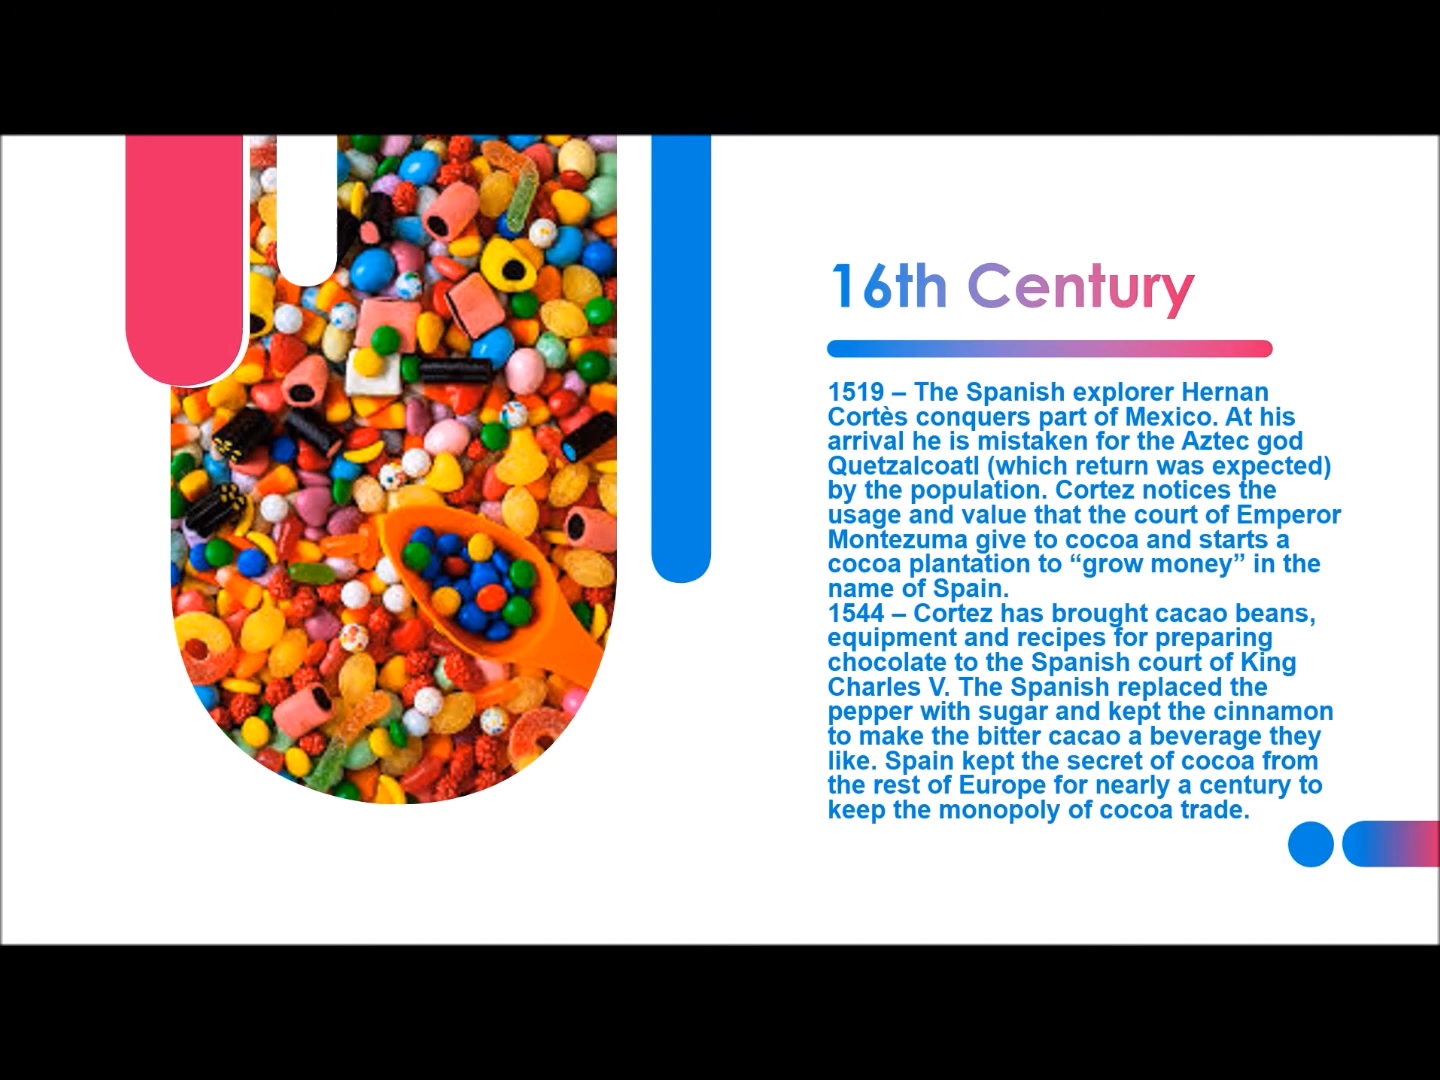 16th Century
1519 – The Spanish explorer Hernan
Cortès conquers part of Mexico. At his
arrival he is mistaken for the Aztec god
Quetzalcoatl (which return was expected)
by the population. Cortez notices the
usage and value that the court of Emperor
Montezuma give to cocoa and starts a
cocoa plantation to “grow money” in the
name of Spain.
1544 – Cortez has brought cacao beans,
equipment and recipes for preparing
chocolate to the Spanish court of King
Charles V. The Spanish replaced the
pepper with sugar and kept the cinnamon
to make the bitter cacao a beverage they
like. Spain kept the secret of cocoa from
the rest of Europe for nearly a century to
keep the monopoly of cocoa trade.